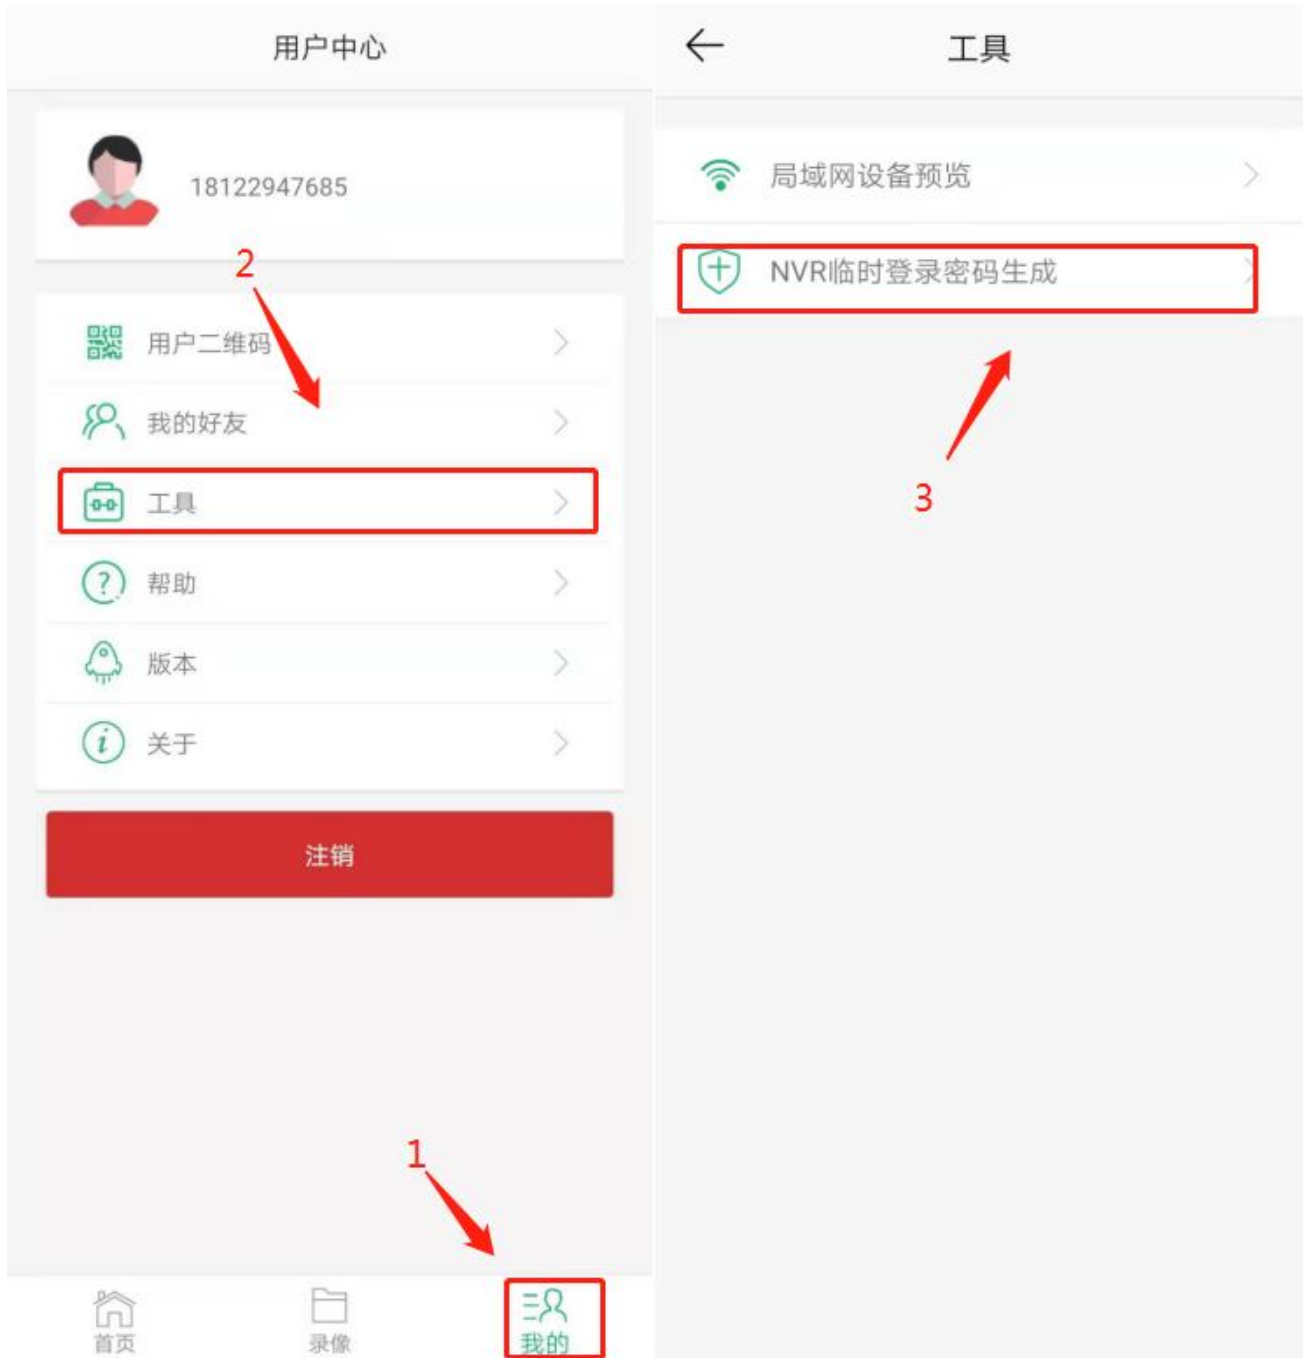 用户中心
18122947685
2
用户二维码
我的好友
工具
帮助
版本
关于
注销
1
首页
录像
我的
工具
局域网设备预览
NVR临时登录密码生成
3